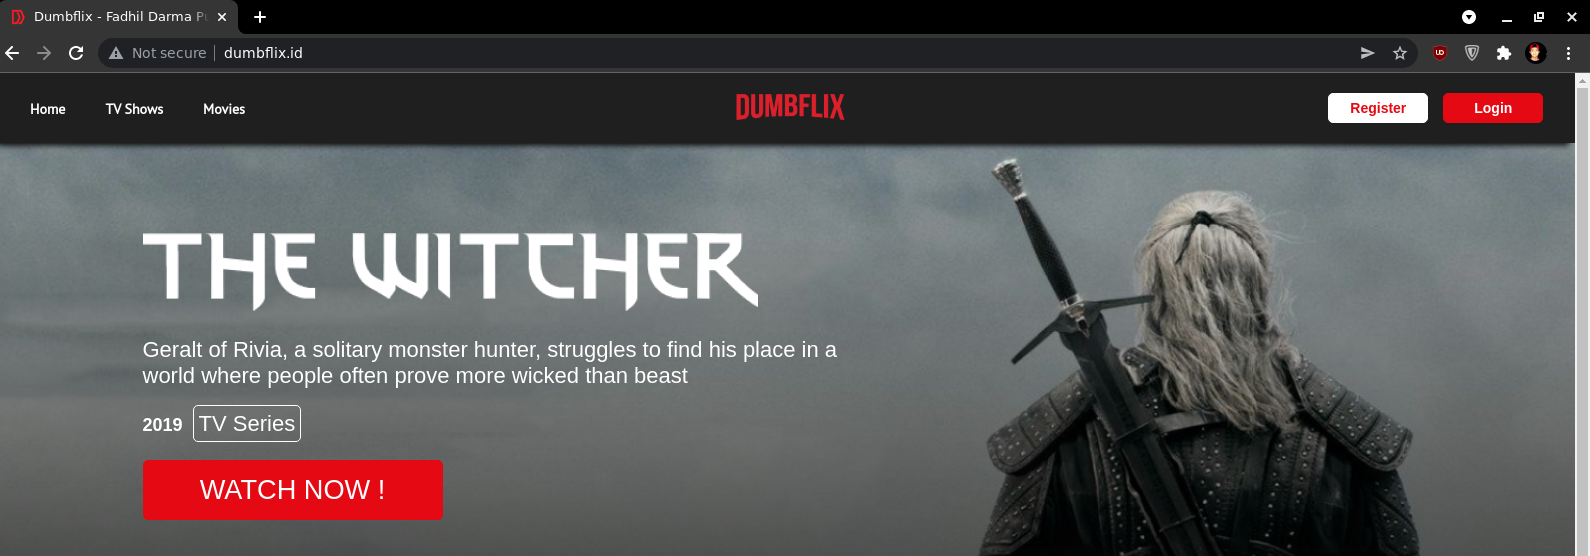 Dumbflix - Fadhil Darma
Not secure
dumbflix.id
Home
TV Shows
Movies
DUMBFLIX
Register
Login
THE WITCHER
Geralt of Rivia, a solitary monster hunter, struggles to find his place in a
world where people often prove more wicked than beast
2019 TV Series
WATCH NOW !